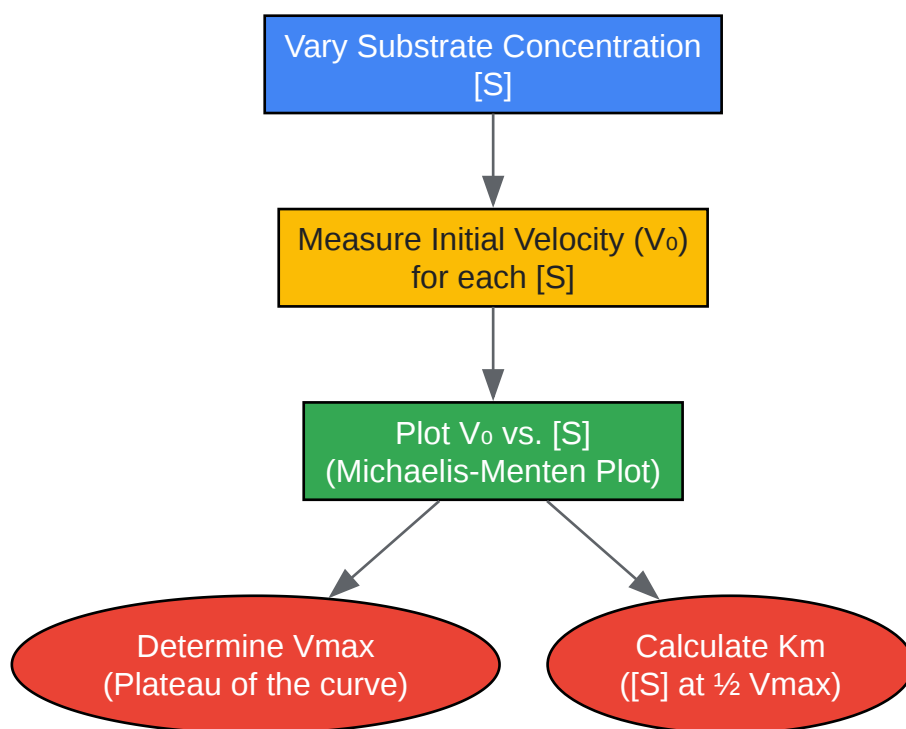 Vary Substrate Concentration
[S]
Measure Initial Velocity (V₀)
for each [S]
Plot V₀ vs. [S]
(Michaelis-Menten Plot)
Determine Vmax
(Plateau of the curve)
Calculate Km
([S] at ½ Vmax)